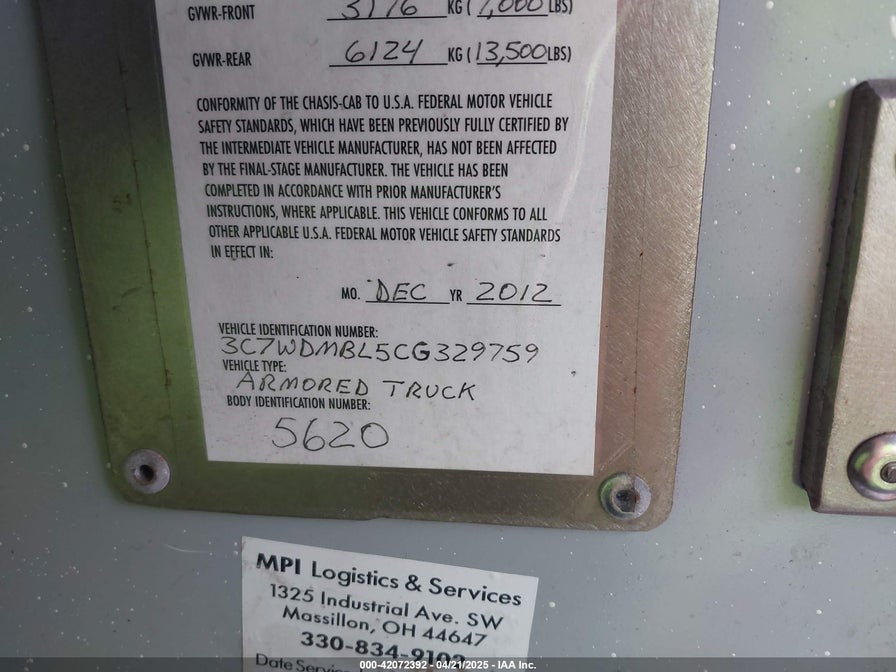 GVWR-FRONT 3176 KG (7,000 LBS)
GVWR-REAR 6124 KG (13,500 LBS)
CONFORMITY OF THE CHASIS-CAB TO U.S.A. FEDERAL MOTOR VEHICLE
SAFETY STANDARDS, WHICH HAVE BEEN PREVIOUSLY FULLY CERTIFIED BY
THE INTERMEDIATE VEHICLE MANUFACTURER, HAS NOT BEEN AFFECTED
BY THE FINAL-STAGE MANUFACTURER. THE VEHICLE HAS BEEN
COMPLETED IN ACCORDANCE WITH PRIOR MANUFACTURER'S
INSTRUCTIONS, WHERE APPLICABLE. THIS VEHICLE CONFORMS TO ALL
OTHER APPLICABLE U.S.A. FEDERAL MOTOR VEHICLE SAFETY STANDARDS
IN EFFECT IN:
MO. DEC YR 2012
VEHICLE IDENTIFICATION NUMBER:
3C7WDMBL5CG329759
VEHICLE TYPE:
ARMORED TRUCK
BODY IDENTIFICATION NUMBER:
5620
MPI Logistics & Services
1325 Industrial Ave. SW
Massillon, OH 44647
330-834-9102
Date Service
000-42072392 - 04/21/2025 - IAA Inc.